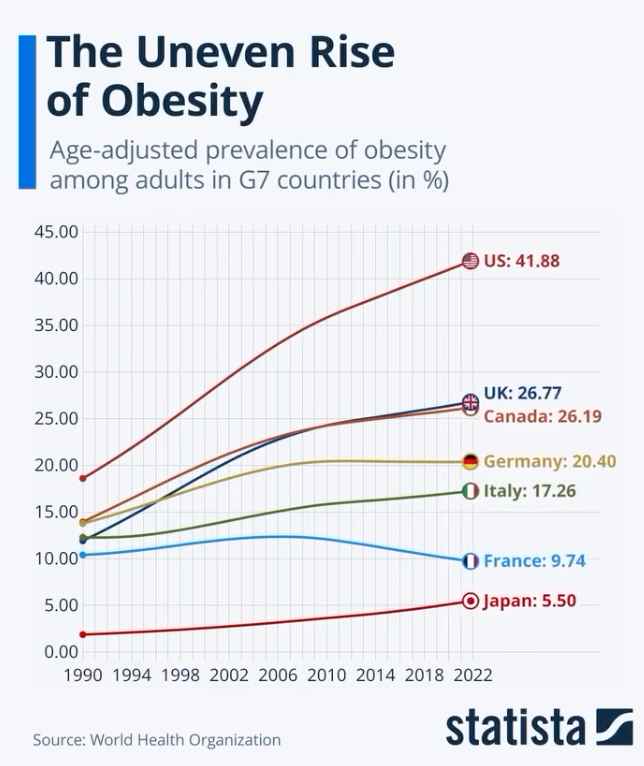 The Uneven Rise
of Obesity
Age-adjusted prevalence of obesity
among adults in G7 countries (in %)
45.00
40.00
35.00
30.00
25.00
20.00
15.00
10.00
5.00
0.00
US: 41.88
UK: 26.77
Canada: 26.19
Germany: 20.40
Italy: 17.26
France: 9.74
Japan: 5.50
1990 1994 1998 2002 2006 2010 2014 2018 2022
Source: World Health Organization
statista